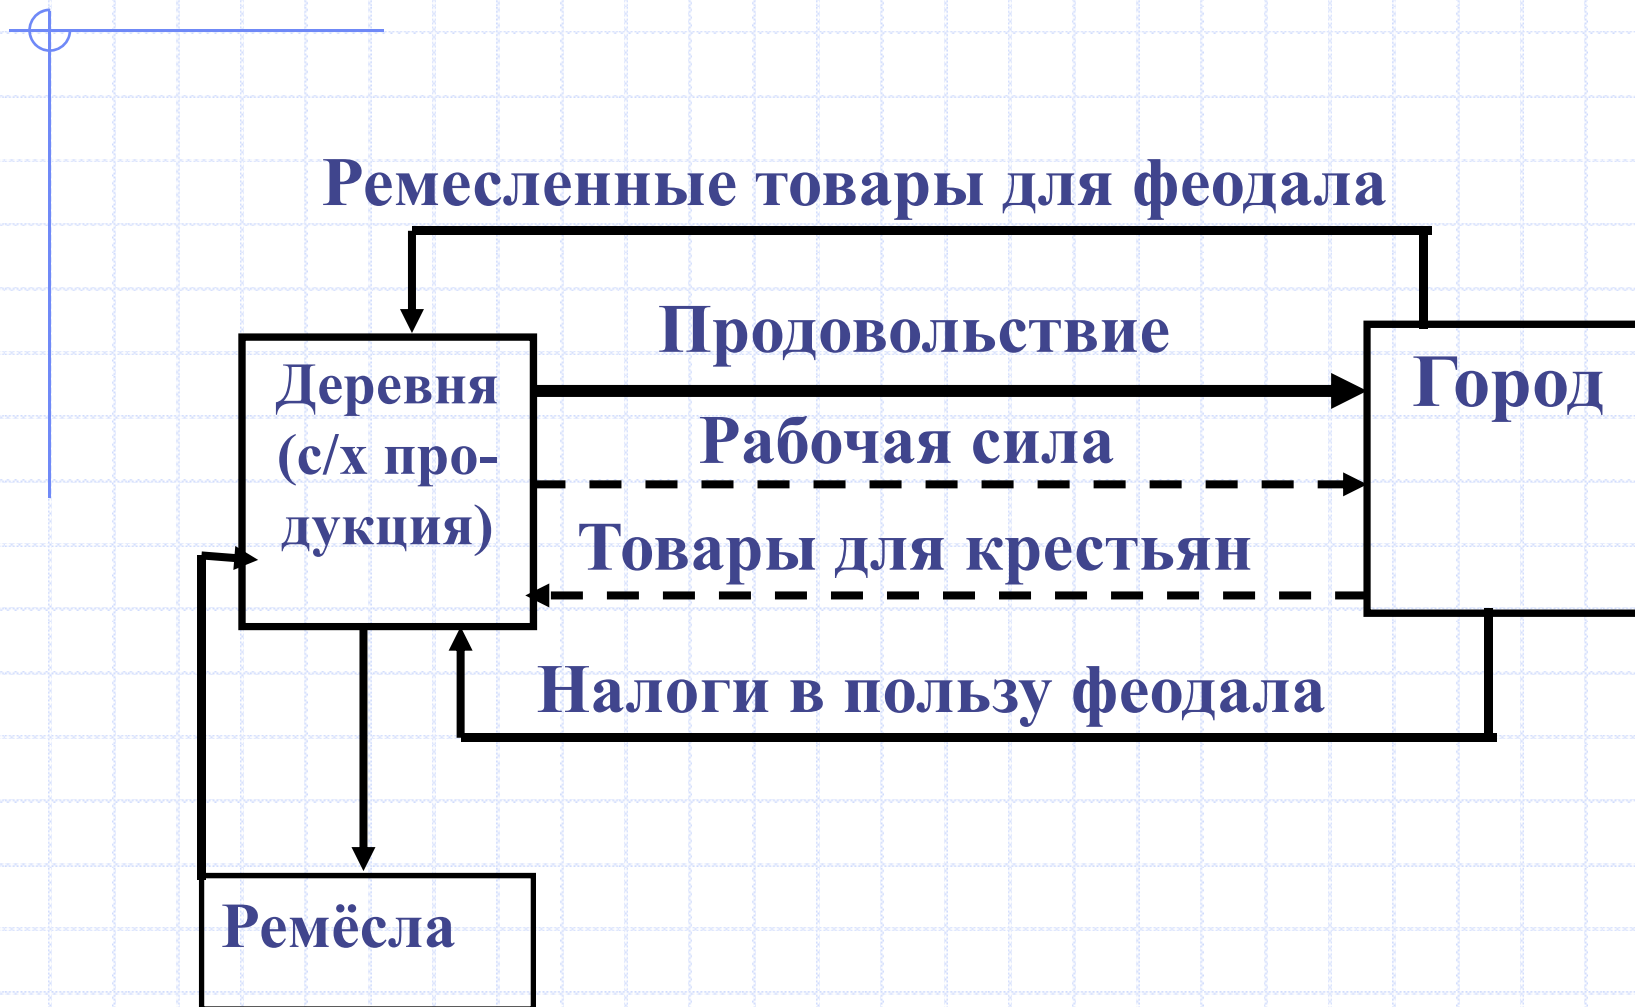 Ремесленные товары для феодала
Продовольствие
Деревня
(с/х про-
дукция)
Город
Рабочая сила
Товары для крестьян
Налоги в пользу феодала
Ремёсла